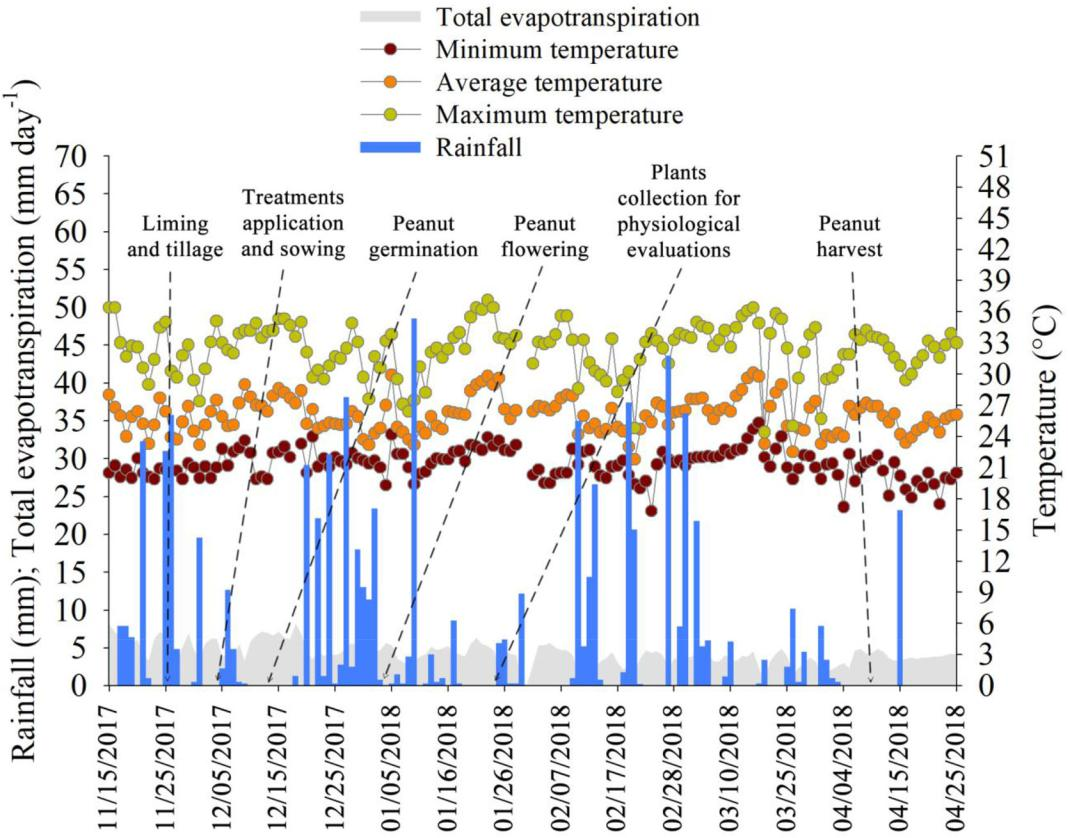 Total evapotranspiration
Minimum temperature
Average temperature
Maximum temperature
Rainfall
Rainfall (mm); Total evapotranspiration (mm day-1)
70
65
60
55
50
45
40
35
30
25
20
15
10
5
0
Liming
and tillage
Treatments
application
and sowing
Peanut
germination
Peanut
flowering
Plants
collection for
physiological
evaluations
Peanut
harvest
51
48
45
42
39
36
33
30
27
24
21
18
15
12
9
6
3
0
Temperature (°C)
11/15/2017
11/25/2017
12/05/2017
12/15/2017
12/25/2017
01/05/2018
01/16/2018
01/26/2018
02/07/2018
02/17/2018
02/28/2018
03/10/2018
03/25/2018
04/04/2018
04/15/2018
04/25/2018